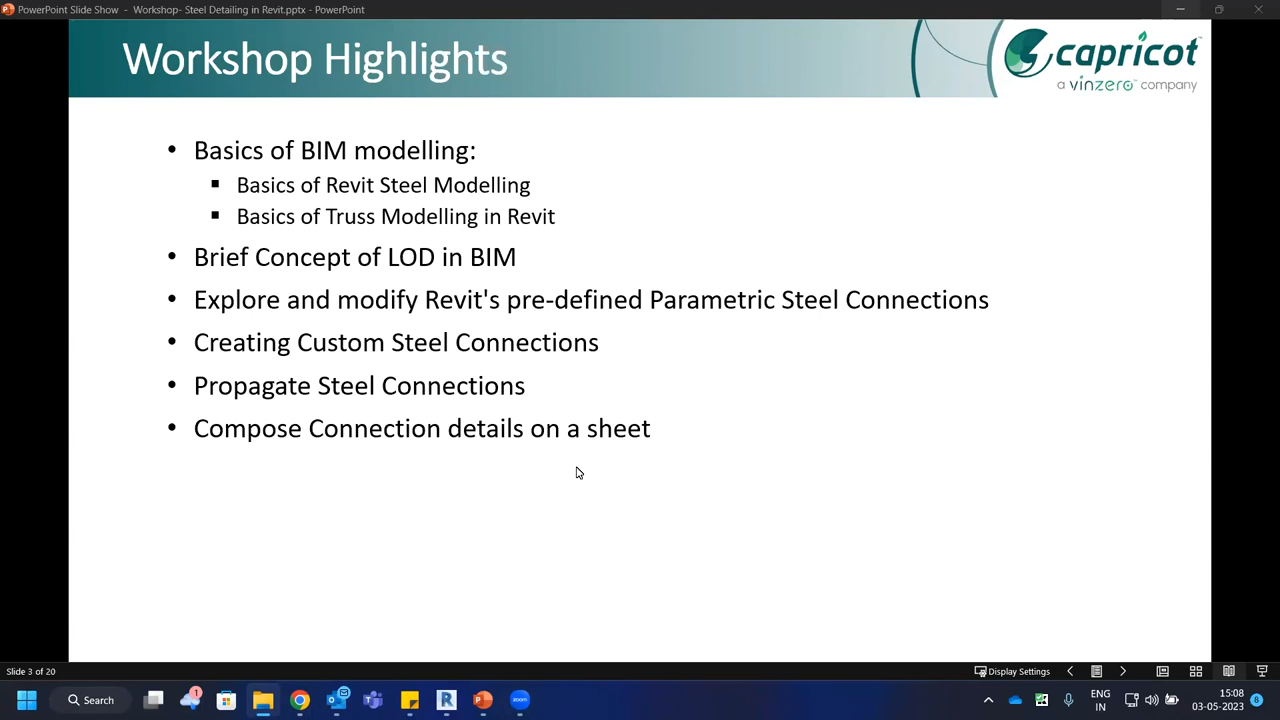 PowerPoint Slide Show - Workshop- Steel Detailing in Revit.pptx - PowerPoint
Workshop Highlights
capricot
a vinzero company
• Basics of BIM modelling:
▪ Basics of Revit Steel Modelling
▪ Basics of Truss Modelling in Revit
• Brief Concept of LOD in BIM
• Explore and modify Revit's pre-defined Parametric Steel Connections
• Creating Custom Steel Connections
• Propagate Steel Connections
• Compose Connection details on a sheet
Slide 3 of 20
Display Settings
Search
1
R
P
zoom
ENG
IN
15:08
03-05-2023
8